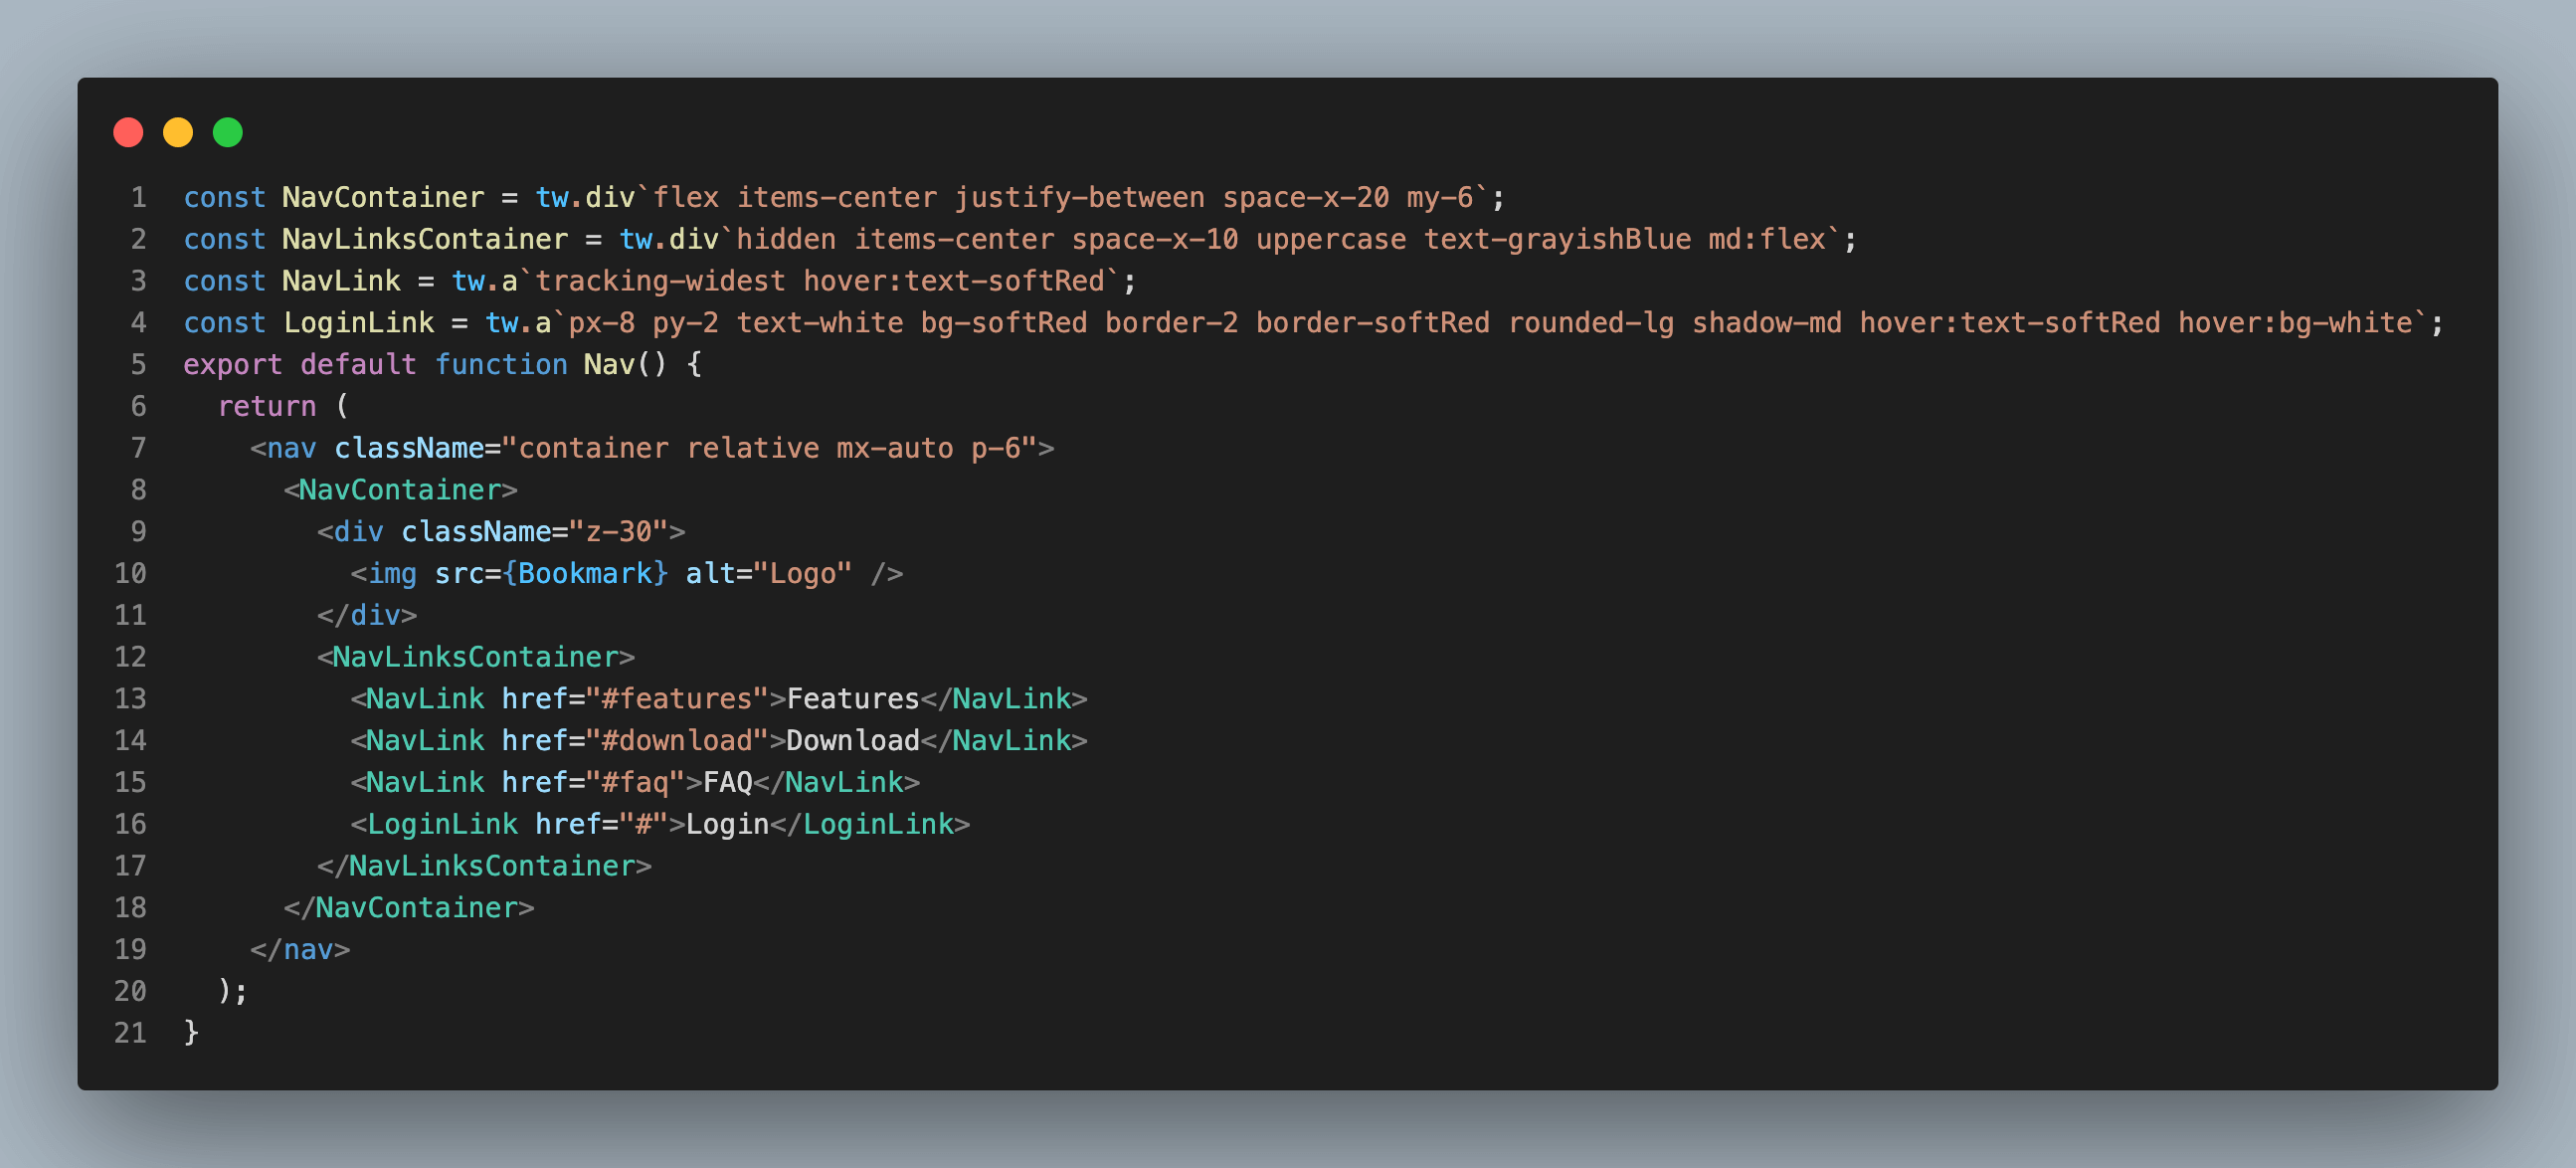 1 const NavContainer = tw.div`flex items-center justify-between space-x-20 my-6`;
2 const NavLinksContainer = tw.div`hidden items-center space-x-10 uppercase text-grayishBlue md:flex`;
3 const NavLink = tw.a`tracking-widest hover:text-softRed`;
4 const LoginLink = tw.a`px-8 py-2 text-white bg-softRed border-2 border-softRed rounded-lg shadow-md hover:text-softRed hover:bg-white`;
5 export default function Nav() {
6   return (
7     <nav className="container relative mx-auto p-6">
8       <NavContainer>
9         <div className="z-30">
10           <img src={Bookmark} alt="Logo" />
11         </div>
12         <NavLinksContainer>
13           <NavLink href="#features">Features</NavLink>
14           <NavLink href="#download">Download</NavLink>
15           <NavLink href="#faq">FAQ</NavLink>
16           <LoginLink href="#">Login</LoginLink>
17         </NavLinksContainer>
18       </NavContainer>
19     </nav>
20   );
21 }